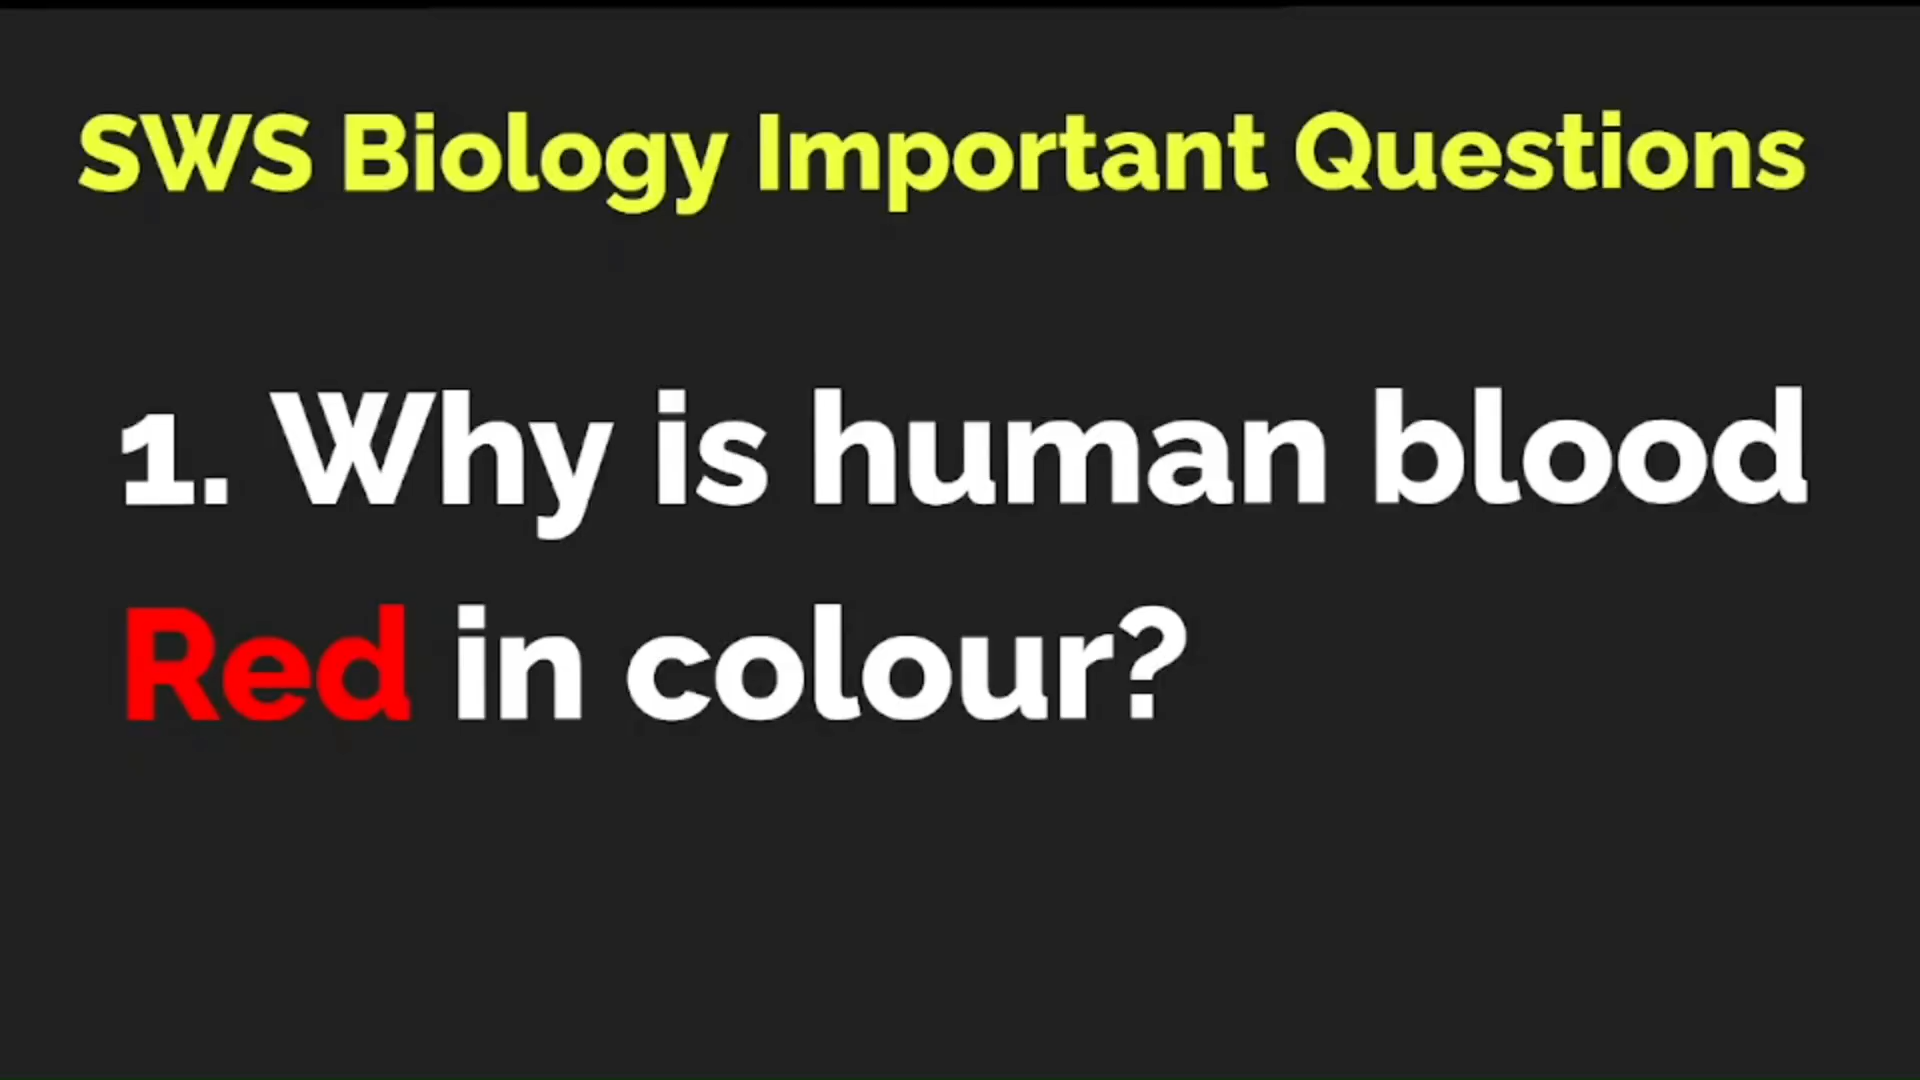 SWS Biology Important Questions
1. Why is human blood
Red in colour?